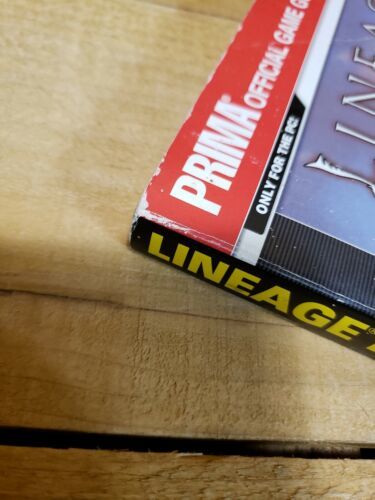 PRIMA®
OFFICIAL GAME
ONLY FOR THE PC
LINEAGE